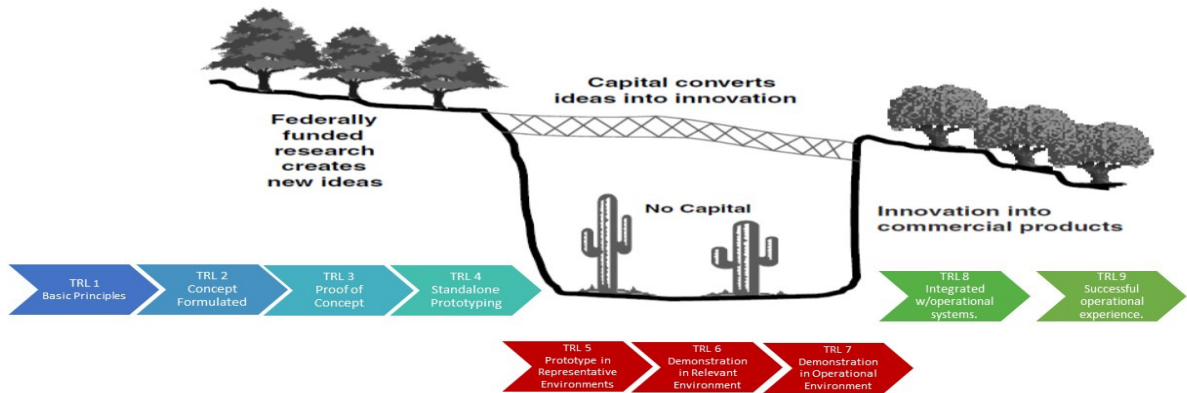 Capital converts
ideas into innovation
Federally
funded
research
creates
new ideas
No Capital
Innovation into
commercial products
TRL 1
Basic Principles
TRL 2
Concept
Formulated
TRL 3
Proof of
Concept
TRL 4
Standalone
Prototyping
TRL 8
Integrated
w/operational
systems.
TRL 9
Successful
operational
experience.
TRL 5
Prototype in
Representative
Environments
TRL 6
Demonstration
in Relevant
Environment
TRL 7
Demonstration
in Operational
Environment